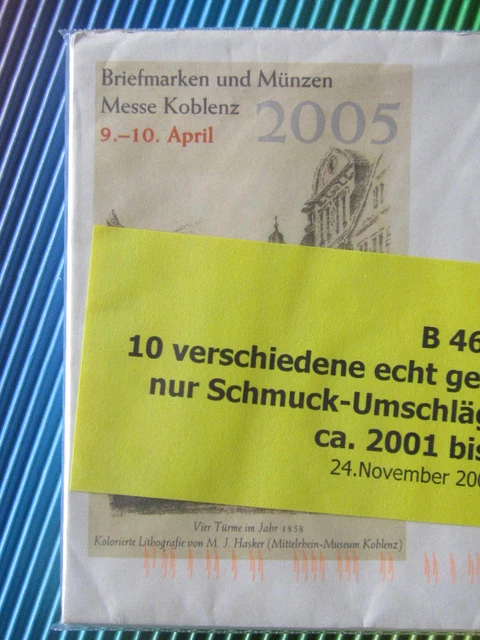 Briefmarken und Münzen
Messe Koblenz
2005
9.–10. April
B 46
10 verschiedene echt ge
nur Schmuck-Umschläg
ca. 2001 bis
24.November 200
Vier Türme im Jahr 1858
Kolorierte Lithografie von M. J. Hasker (Mittelrhein-Museum Koblenz)